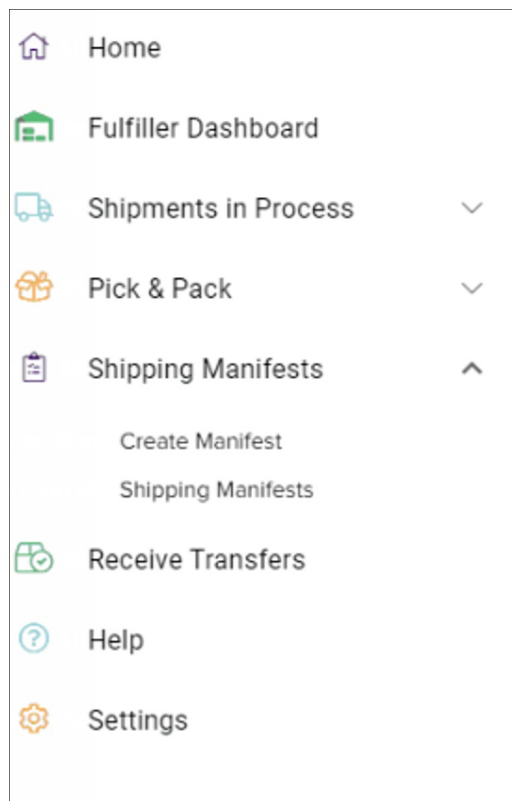 Home
Fulfiller Dashboard
Shipments in Process
Pick & Pack
Shipping Manifests
Create Manifest
Shipping Manifests
Receive Transfers
Help
Settings